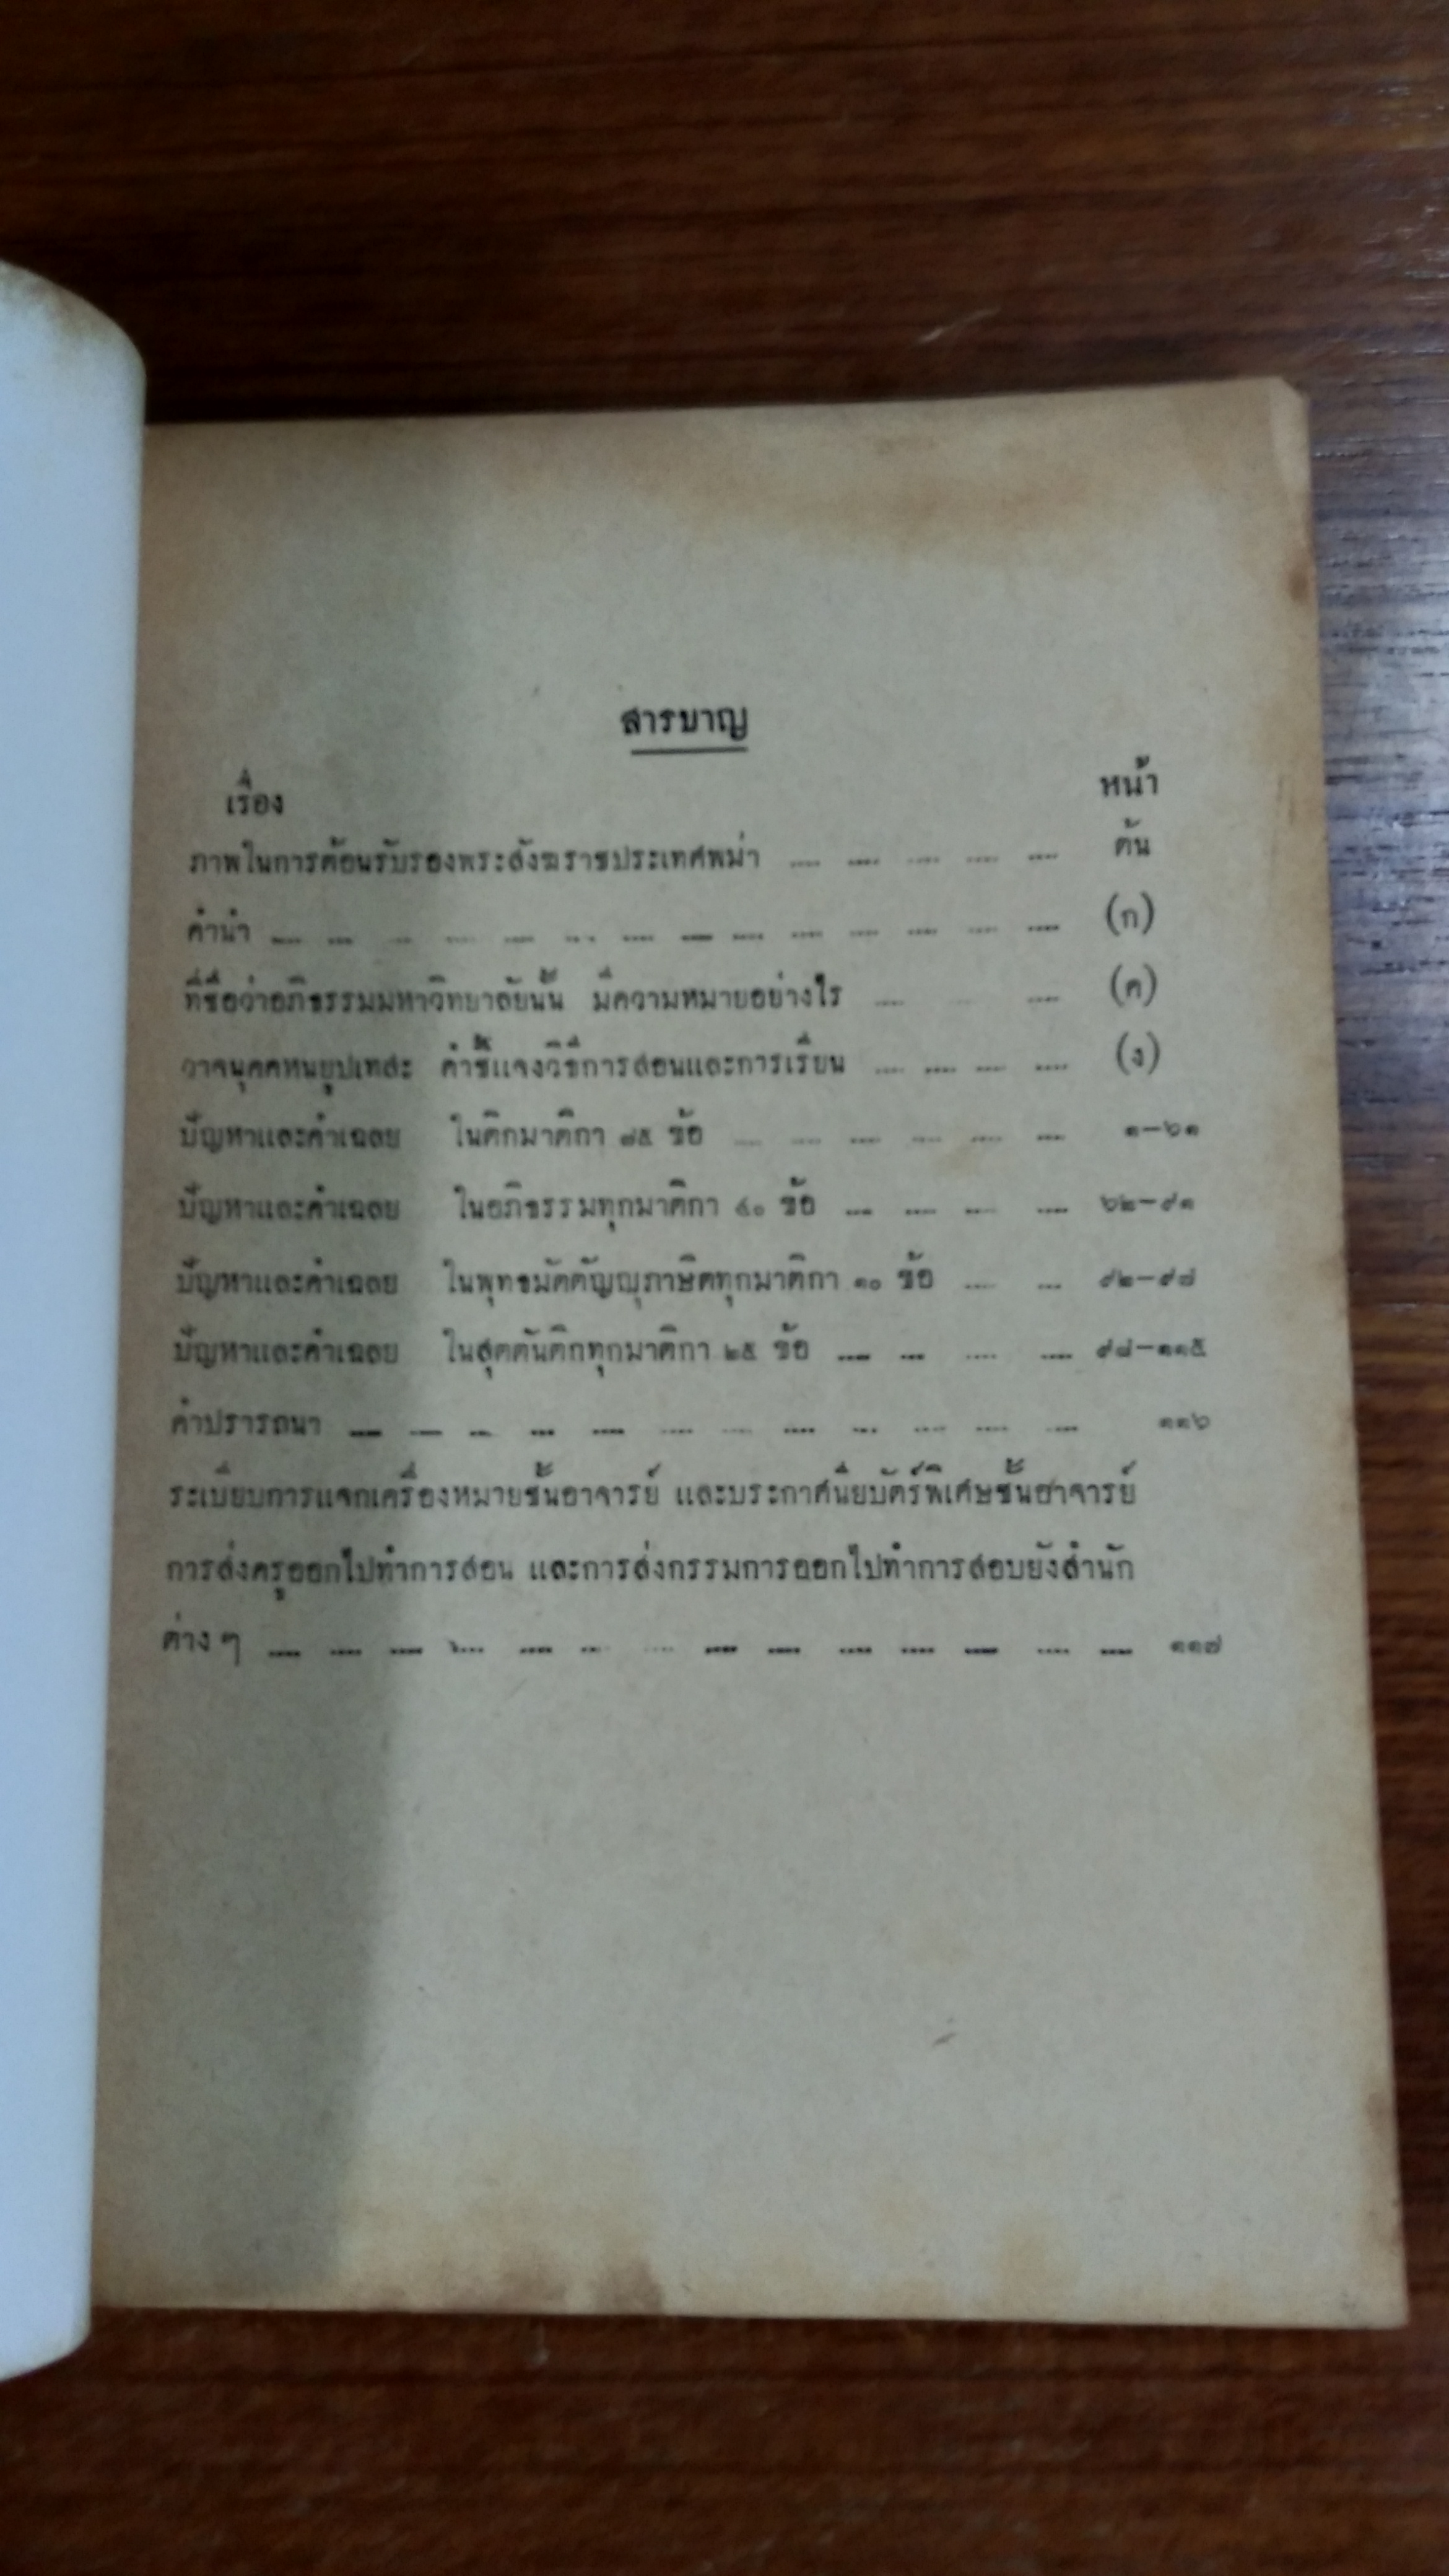 สารบาญ
เรื่อง หน้า
ภาพในการต้อนรับรองพระสังฆราชประเทศพม่า .... .... .... .... .... ต้น
คำนำ .... .... .... .... .... .... .... .... .... .... .... .... .... .... (ก)
ที่ชื่อว่าอภิธรรมมหาวิทยาลัยนั้น มีความหมายอย่างไร .... .... .... (ค)
คำชี้แจงวิธีการสอนและการเรียน .... .... .... .... (ง)
ปัญหาและคำเฉลย ในติกมาติกา ๗๕ ข้อ .... .... .... .... .... .... ๑—๖๑
ปัญหาและคำเฉลย ในอภิธรรมทุกมาติกา ๔๐ ข้อ .... .... .... .... ๖๒—๙๑
ปัญหาและคำเฉลย ในพุทธมัตตัญญุภาษิตทุกมาติกา ๑๐ ข้อ .... .... ๙๒—๙๗
ปัญหาและคำเฉลย ในสุตตันติกทุกมาติกา ๒๕ ข้อ .... .... .... .... ๙๘—๑๑๕
คำปรารถนา .... .... .... .... .... .... .... .... .... .... .... .... .... ๑๑๖
ระเบียบการแจกเครื่องหมายชั้นอาจารย์ และประกาศนียบัตร์พิเศษชั้นอาจารย์
การส่งครูออกไปทำการสอน และการส่งกรรมการออกไปทำการสอบยังสำนัก
ต่าง ๆ .... .... .... .... .... .... .... .... .... .... .... .... .... .... ๑๑๗